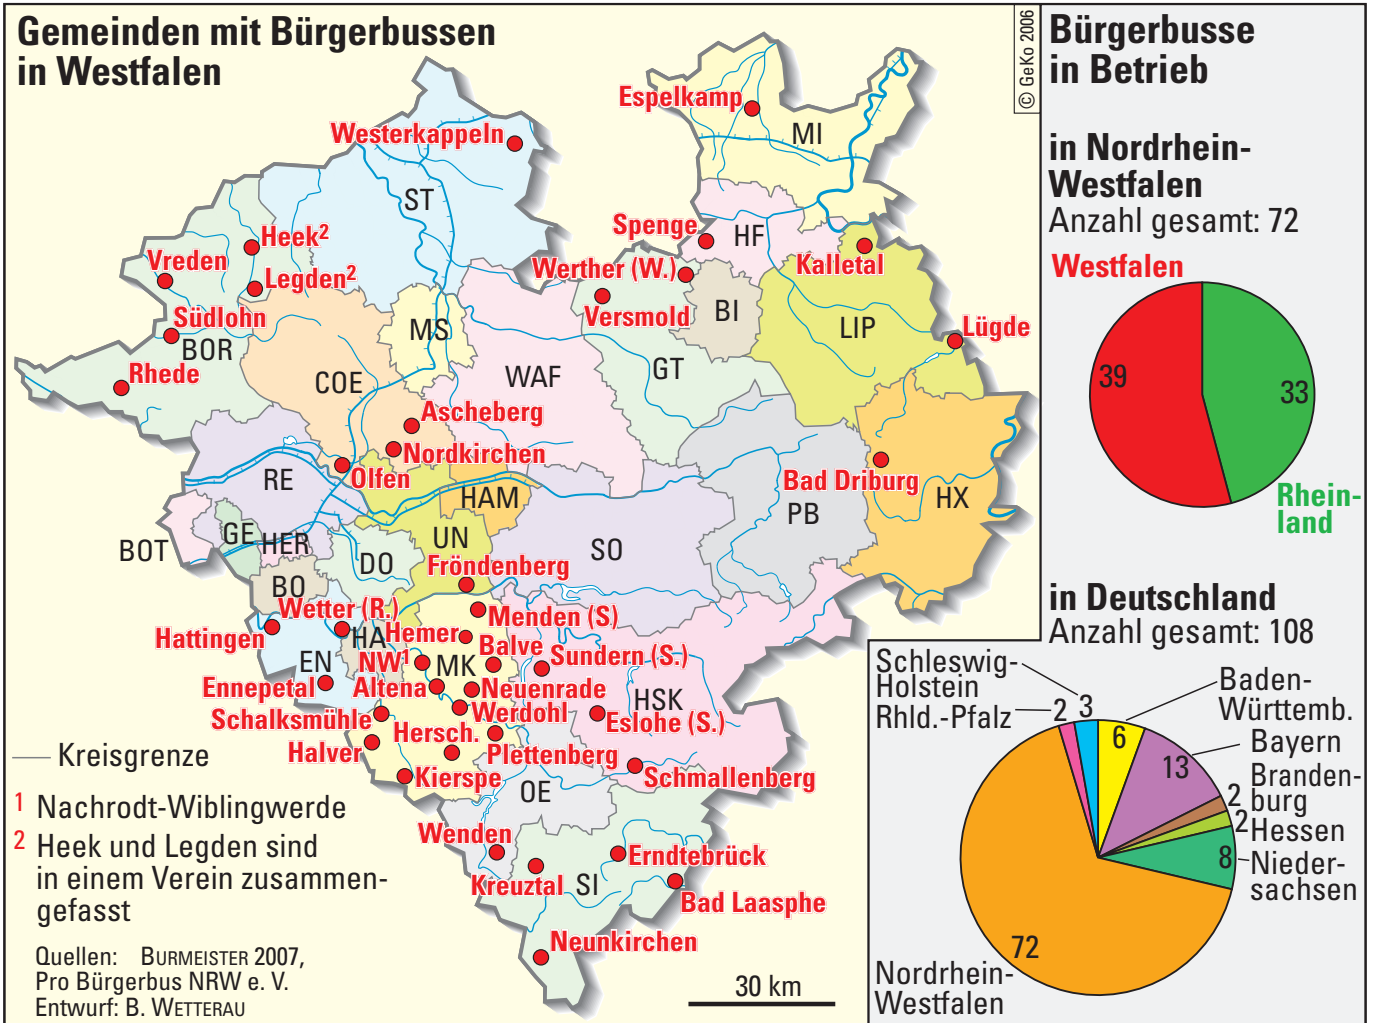 Gemeinden mit Bürgerbussen
in Westfalen
© GeKo 2006
Espelkamp
MI
Westerkappeln
ST
Spenge
HF
Heek²
Kalletal
Vreden
Werther (W.)
Legden²
Versmold
BI
Südlohn
MS
LIP
Lügde
BOR
GT
Rhede
COE
WAF
Ascheberg
Nordkirchen
Olfen
Bad Driburg
RE
HAM
HX
PB
GE
HER
UN
BOT
DO
SO
Fröndenberg
BO
Wetter (R.)
Menden (S)
Hattingen
HA
Hemer
Balve
Sundern (S.)
EN
NW¹
MK
Ennepetal
Altena
Neuenrade
HSK
Schalksmühle
Werdohl
Eslohe (S.)
Halver
Hersch.
Plettenberg
Kierspe
Schmallenberg
OE
Wenden
Erndtebrück
Kreuztal
SI
Bad Laasphe
Neunkirchen
Kreisgrenze
1 Nachrodt-Wiblingwerde
2 Heek und Legden sind
in einem Verein zusammen-
gefasst
Quellen: BURMEISTER 2007,
Pro Bürgerbus NRW e. V.
Entwurf: B. WETTERAU
30 km
Bürgerbusse
in Betrieb
in Nordrhein-
Westfalen
Anzahl gesamt: 72
Westfalen
39
33
Rhein-
land
in Deutschland
Anzahl gesamt: 108
Schleswig-
Holstein
Rhld.-Pfalz
2
3
6
Baden-
Württemb.
13
Bayern
2
Branden-
burg
2
Hessen
8
Nieder-
sachsen
72
Nordrhein-
Westfalen